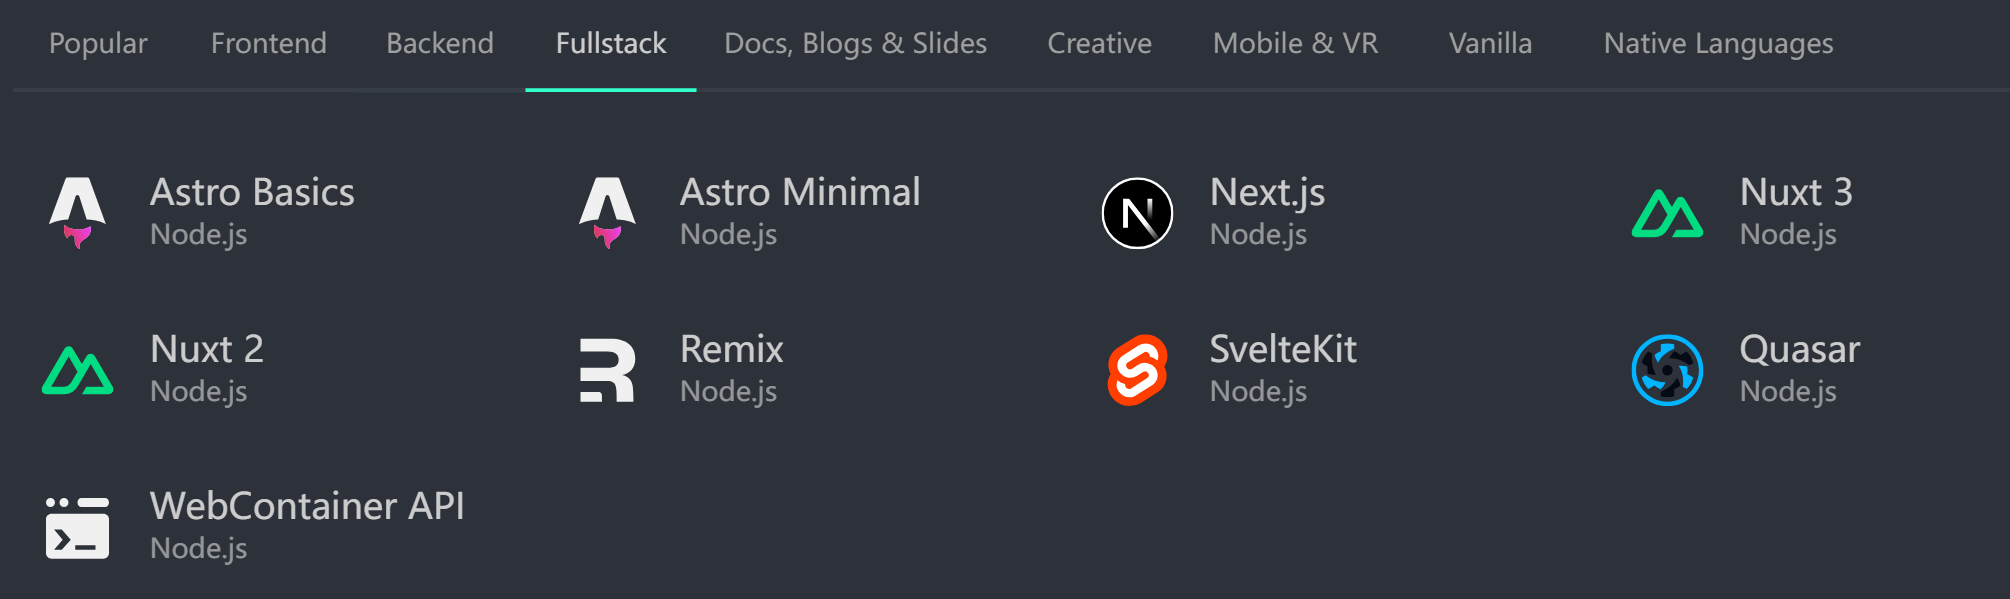 Popular Frontend Backend Fullstack Docs, Blogs & Slides Creative Mobile & VR Vanilla Native Languages
Astro Basics
Node.js
Astro Minimal
Node.js
Next.js
Node.js
Nuxt 3
Node.js
Nuxt 2
Node.js
Remix
Node.js
SvelteKit
Node.js
Quasar
Node.js
WebContainer API
Node.js